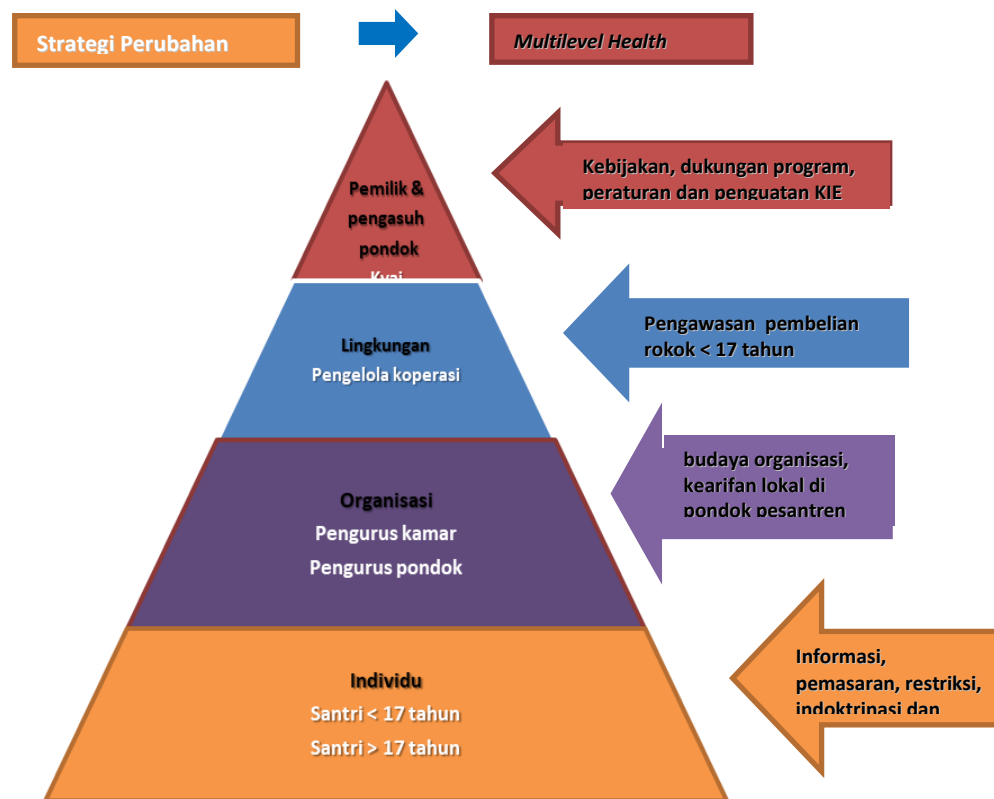 Strategi Perubahan
Multilevel Health
Pemilik &
pengasuh
pondok
Kyai
Kebijakan, dukungan program,
peraturan dan penguatan KIE
Lingkungan
Pengelola koperasi
Pengawasan pembelian
rokok < 17 tahun
Organisasi
Pengurus kamar
Pengurus pondok
budaya organisasi,
kearifan lokal di
pondok pesantren
Individu
Santri < 17 tahun
Santri > 17 tahun
Informasi,
pemasaran, restriksi,
indoktrinasi dan